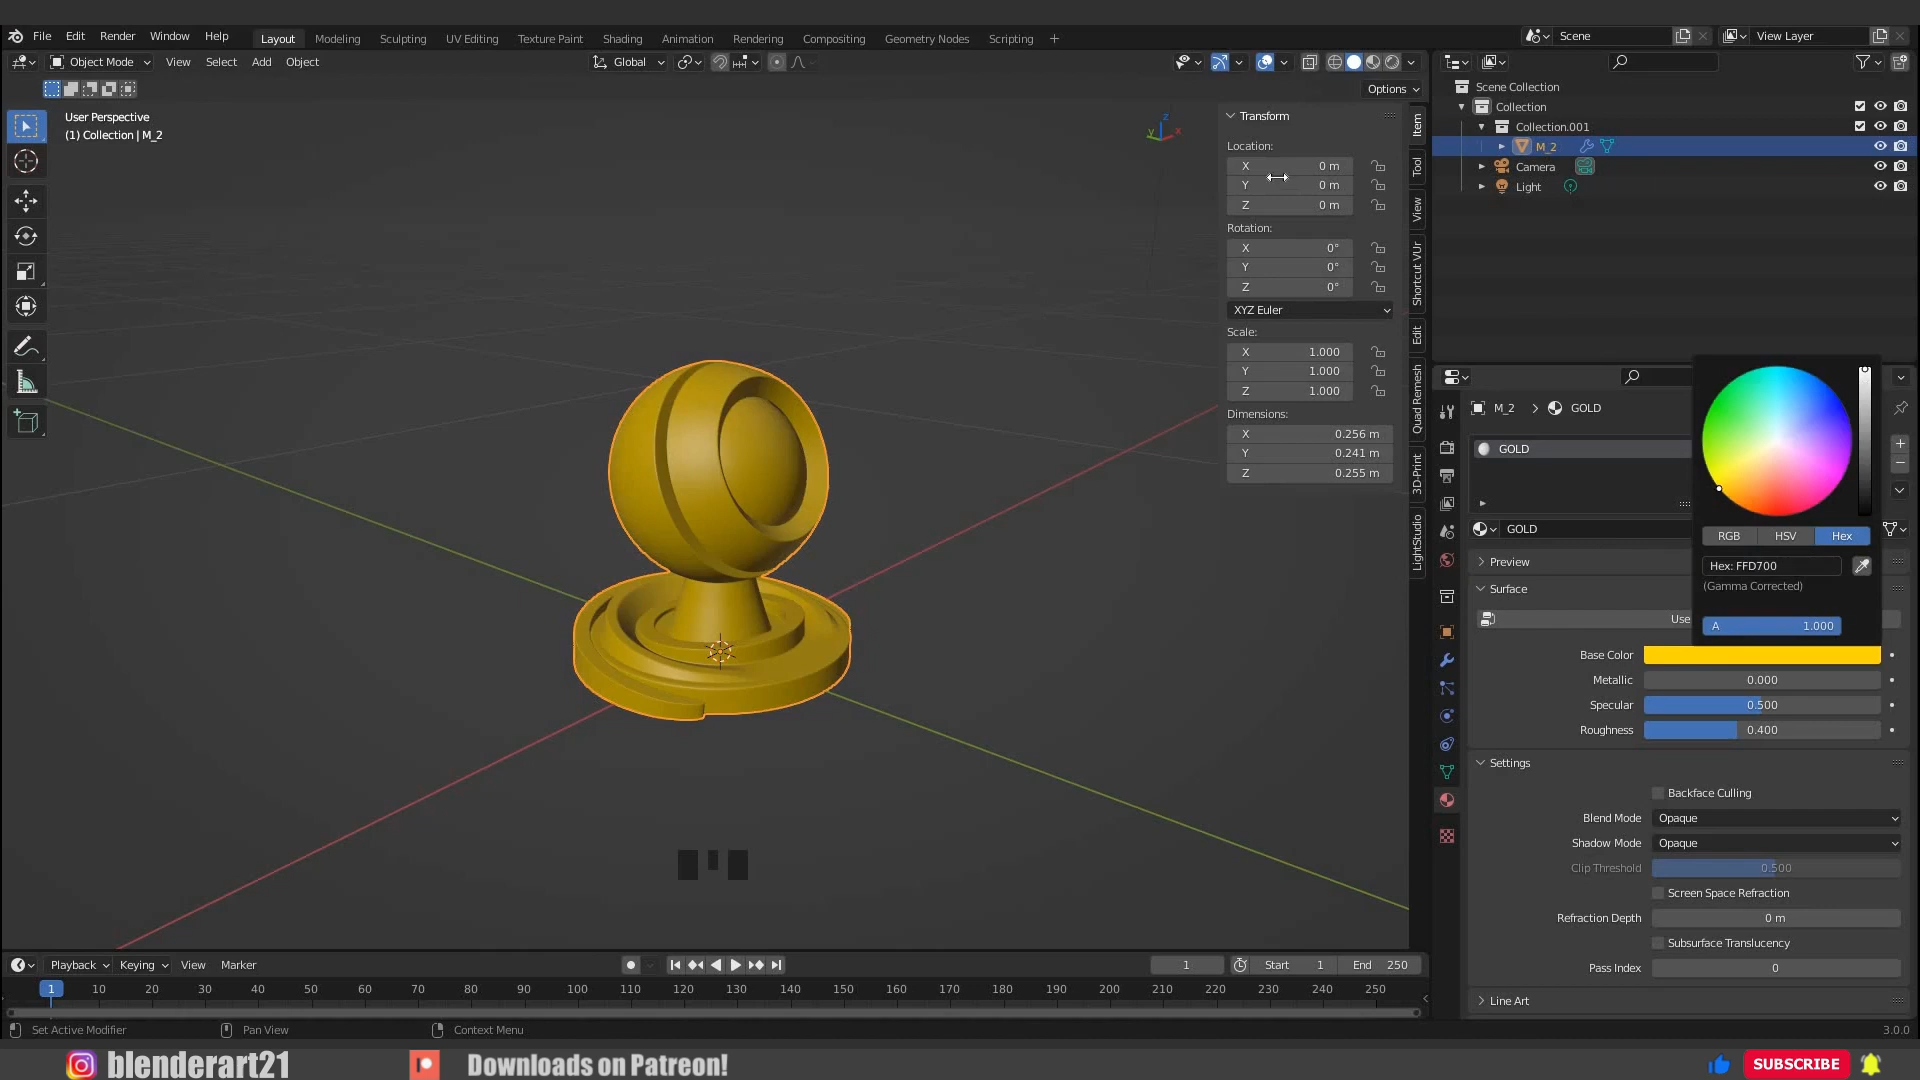 File Edit Render Window Help Layout Modeling Sculpting UV Editing Texture Paint Shading Animation Rendering Compositing Geometry Nodes Scripting + Scene View Layer
Object Mode View Select Add Object Global
Options
User Perspective
(1) Collection | M_2
Z
Y
X
Transform
Location:
X 0 m
Y 0 m
Z 0 m
Rotation:
X 0°
Y 0°
Z 0°
XYZ Euler
Scale:
X 1.000
Y 1.000
Z 1.000
Dimensions:
X 0.256 m
Y 0.241 m
Z 0.255 m
Item
Tool
View
Shortcut VUr
Edit
Quad Remesh
3D-Print
LightStudio
Scene Collection
Collection
Collection.001
M_2
Camera
Light
M_2 > GOLD
GOLD
GOLD
RGB HSV Hex
Hex: FFD700
(Gamma Corrected)
A 1.000
Preview
Surface
Use
Base Color
Metallic 0.000
Specular 0.500
Roughness 0.400
Settings
Backface Culling
Blend Mode Opaque
Shadow Mode Opaque
Clip Threshold 0.500
Screen Space Refraction
Refraction Depth 0 m
Subsurface Translucency
Pass Index 0
Line Art
Playback Keying View Marker 1 Start 1 End 250
1 10 20 30 40 50 60 70 80 90 100 110 120 130 140 150 160 170 180 190 200 210 220 230 240 250
Set Active Modifier Pan View Context Menu 3.0.0
blenderart21 Downloads on Patreon! SUBSCRIBE